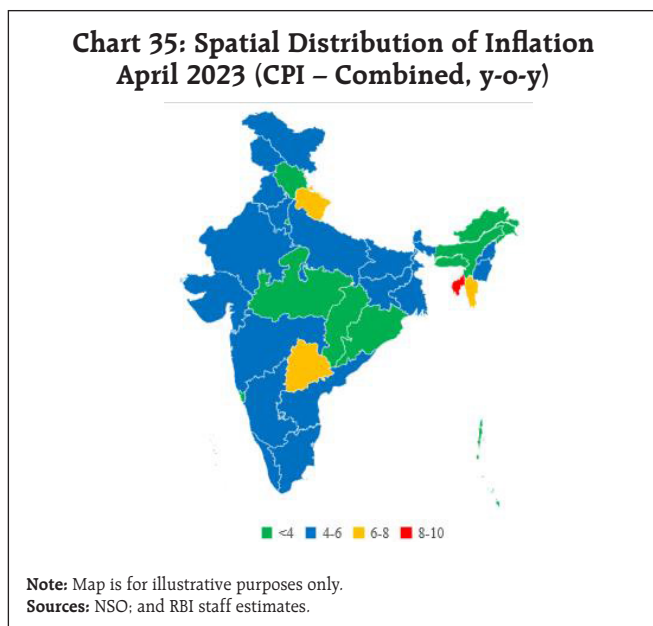 Chart 35: Spatial Distribution of Inflation
April 2023 (CPI – Combined, y-o-y)
<4 4-6 6-8 8-10
Note: Map is for illustrative purposes only.
Sources: NSO; and RBI staff estimates.